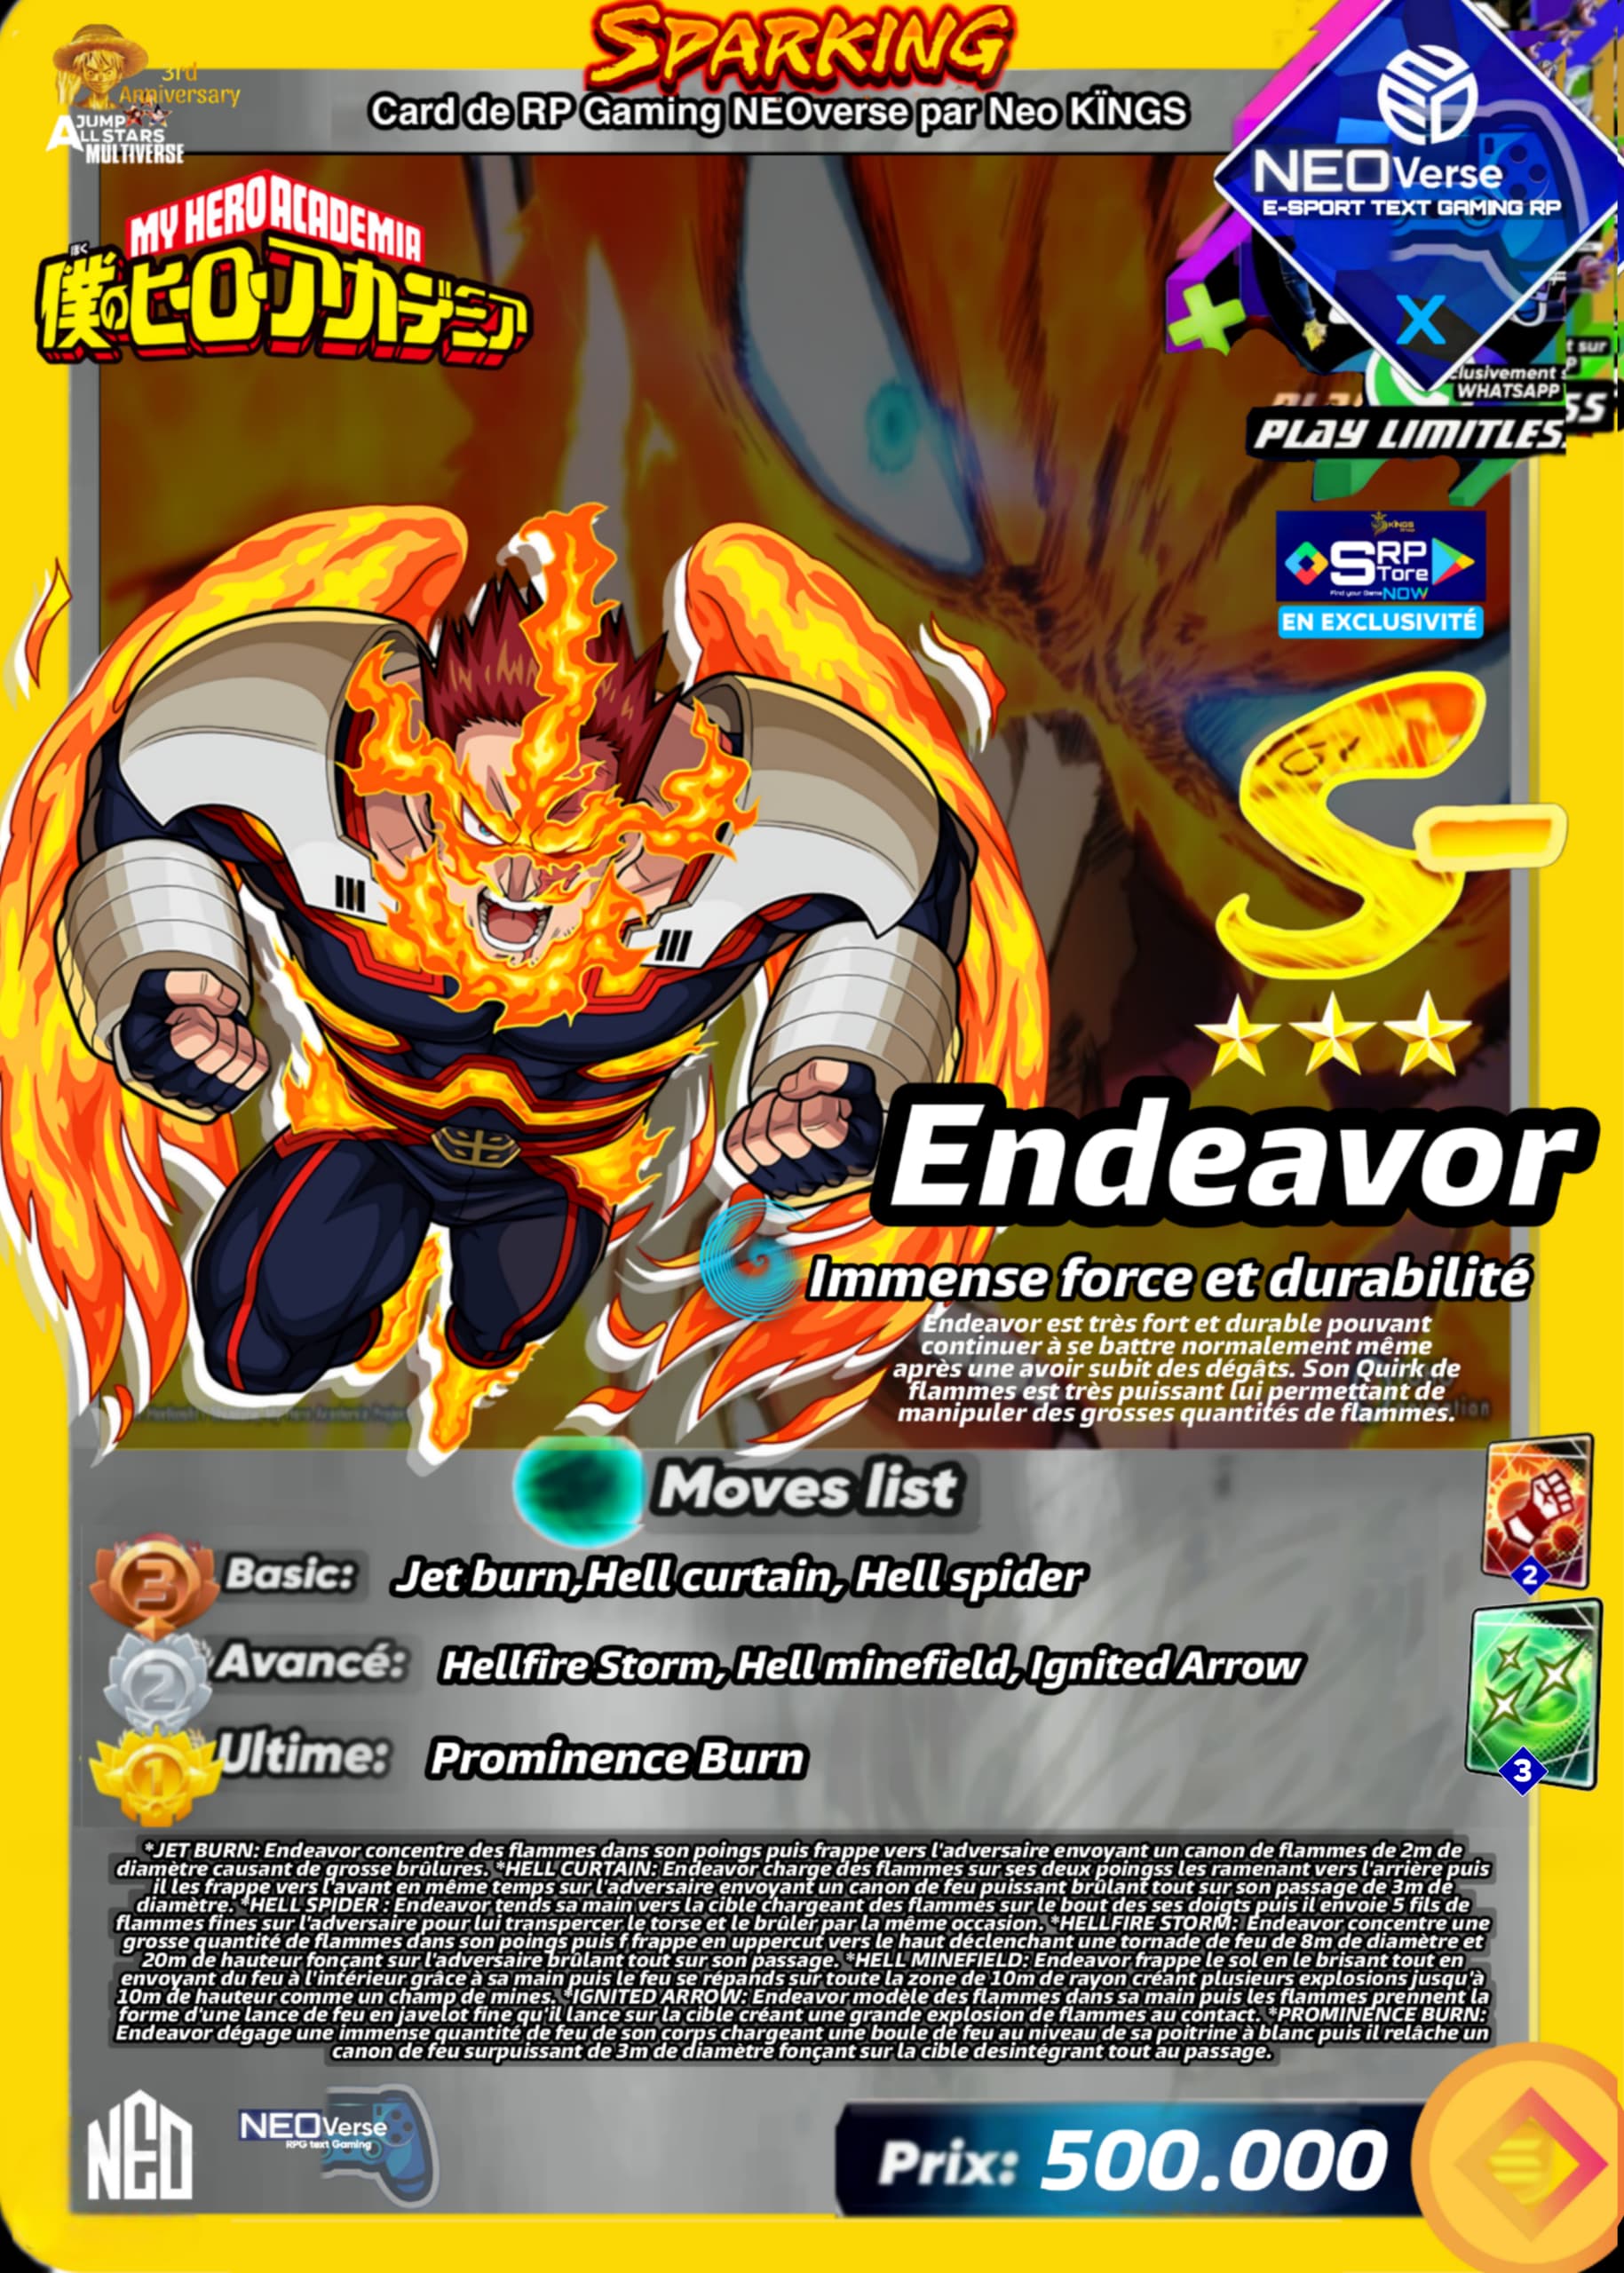 SPARKING
3rd
Anniversary
JUMP
ALL STARS
MULTIVERSE
Card de RP Gaming NEOverse par Neo KÏNGS
NEOVerse
E-SPORT TEXT GAMING RP
X
MY HERO ACADEMIA
ぼく
僕のヒーローアカデミア
t sur
clusivement s
WHATSAPP
SS
PLAY LIMITLES
KINGS
SRP
Tore
Find your Game NOW
EN EXCLUSIVITÉ
S-
Endeavor
Immense force et durabilité
Endeavor est très fort et durable pouvant
continuer à se battre normalement même
après une avoir subit des dégâts. Son Quirk de
flammes est très puissant lui permettant de
manipuler des grosses quantités de flammes.
Moves list
3 Basic: Jet burn,Hell curtain, Hell spider
2
2 Avancé: Hellfire Storm, Hell minefield, Ignited Arrow
1 Ultime: Prominence Burn
3
*JET BURN: Endeavor concentre des flammes dans son poings puis frappe vers l'adversaire envoyant un canon de flammes de 2m de
diamètre causant de grosse brûlures. *HELL CURTAIN: Endeavor charge des flammes sur ses deux poingss les ramenant vers l'arrière puis
il les frappe vers l'avant en même temps sur l'adversaire envoyant un canon de feu puissant brûlant tout sur son passage de 3m de
diamètre. *HELL SPIDER : Endeavor tends sa main vers la cible chargeant des flammes sur le bout des ses doigts puis il envoie 5 fils de
flammes fines sur l'adversaire pour lui transpercer le torse et le brûler par la même occasion. *HELLFIRE STORM: Endeavor concentre une
grosse quantité de flammes dans son poings puis f frappe en uppercut vers le haut déclenchant une tornade de feu de 8m de diamètre et
20m de hauteur fonçant sur l'adversaire brûlant tout sur son passage. *HELL MINEFIELD: Endeavor frappe le sol en le brisant tout en
envoyant du feu à l'intérieur grâce à sa main puis le feu se répands sur toute la zone de 10m de rayon créant plusieurs explosions jusqu'à
10m de hauteur comme un champ de mines. *IGNITED ARROW: Endeavor modèle des flammes dans sa main puis les flammes prennent la
forme d'une lance de feu en javelot fine qu'il lance sur la cible créant une grande explosion de flammes au contact. *PROMINENCE BURN:
Endeavor dégage une immense quantité de feu de son corps chargeant une boule de feu au niveau de sa poitrine à blanc puis il relâche un
canon de feu surpuissant de 3m de diamètre fonçant sur la cible desintégrant tout au passage.
NEO
NEOVerse
RPG text Gaming
Prix: 500.000